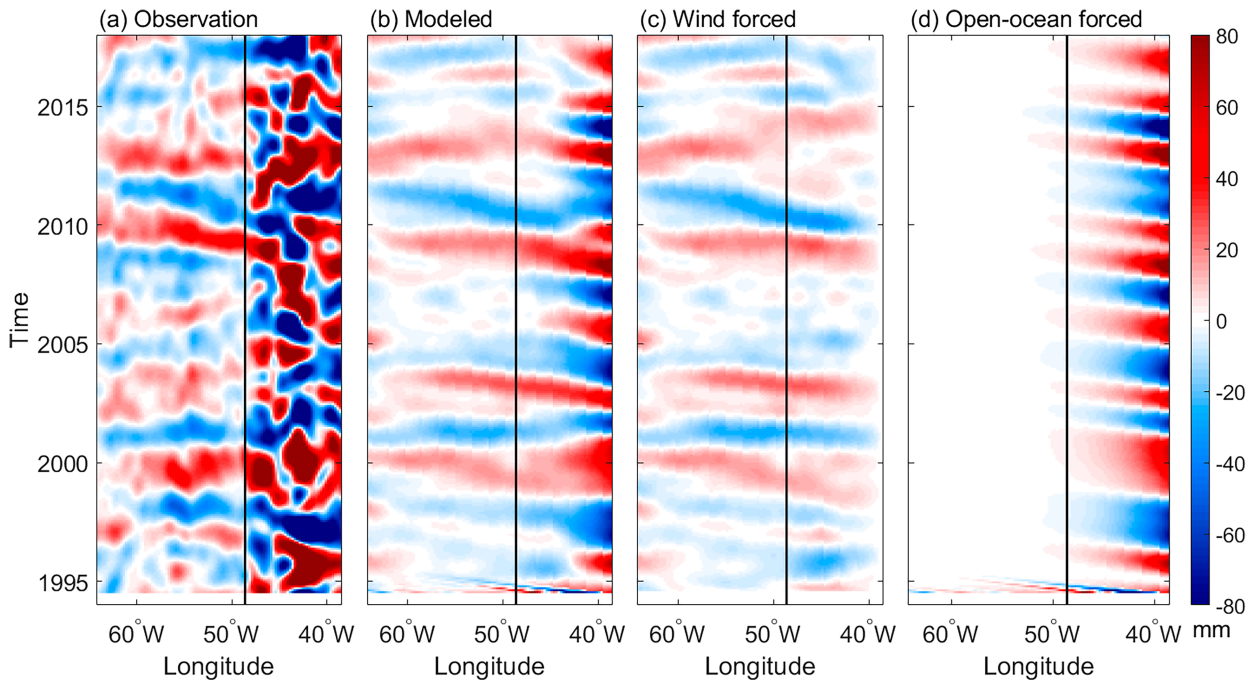 (a) Observation (b) Modeled (c) Wind forced (d) Open-ocean forced
80
2015 60
40
2010
20
Time 2005 0
-20
2000 -40
-60
1995 -80
60°W 50°W 40°W 60°W 50°W 40°W 60°W 50°W 40°W 60°W 50°W 40°W mm
Longitude Longitude Longitude Longitude